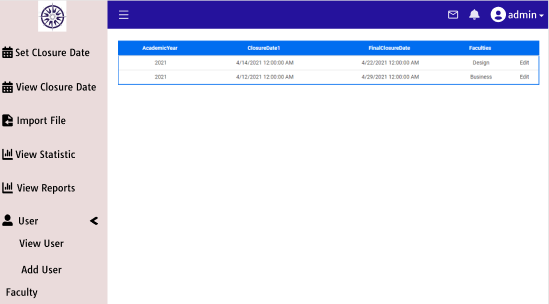 admin
Set CLosure Date
View Closure Date
Import File
View Statistic
View Reports
User
View User
Add User
Faculty
AcademicYear ClosureDate1 FinalClosureDate Faculties
2021 4/14/2021 12:00:00 AM 4/22/2021 12:00:00 AM Design Edit
2021 4/12/2021 12:00:00 AM 4/29/2021 12:00:00 AM Business Edit